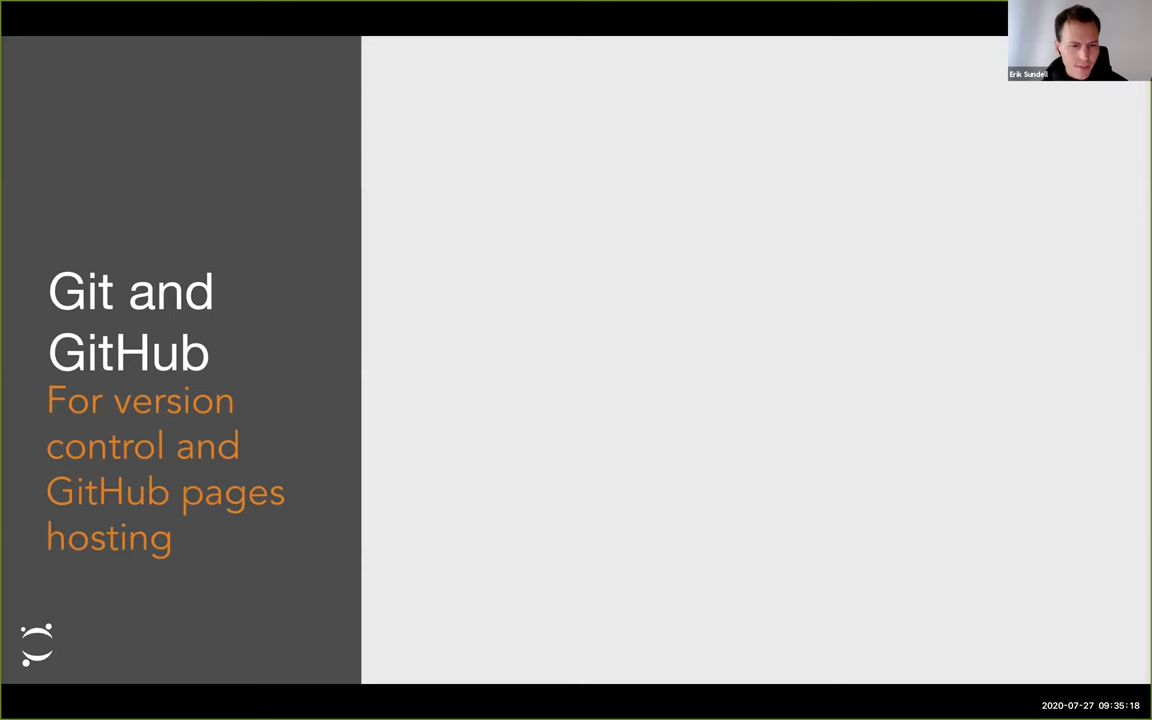 Erik Sundell
Git and
GitHub
For version
control and
GitHub pages
hosting
2020-07-27 09:35:18